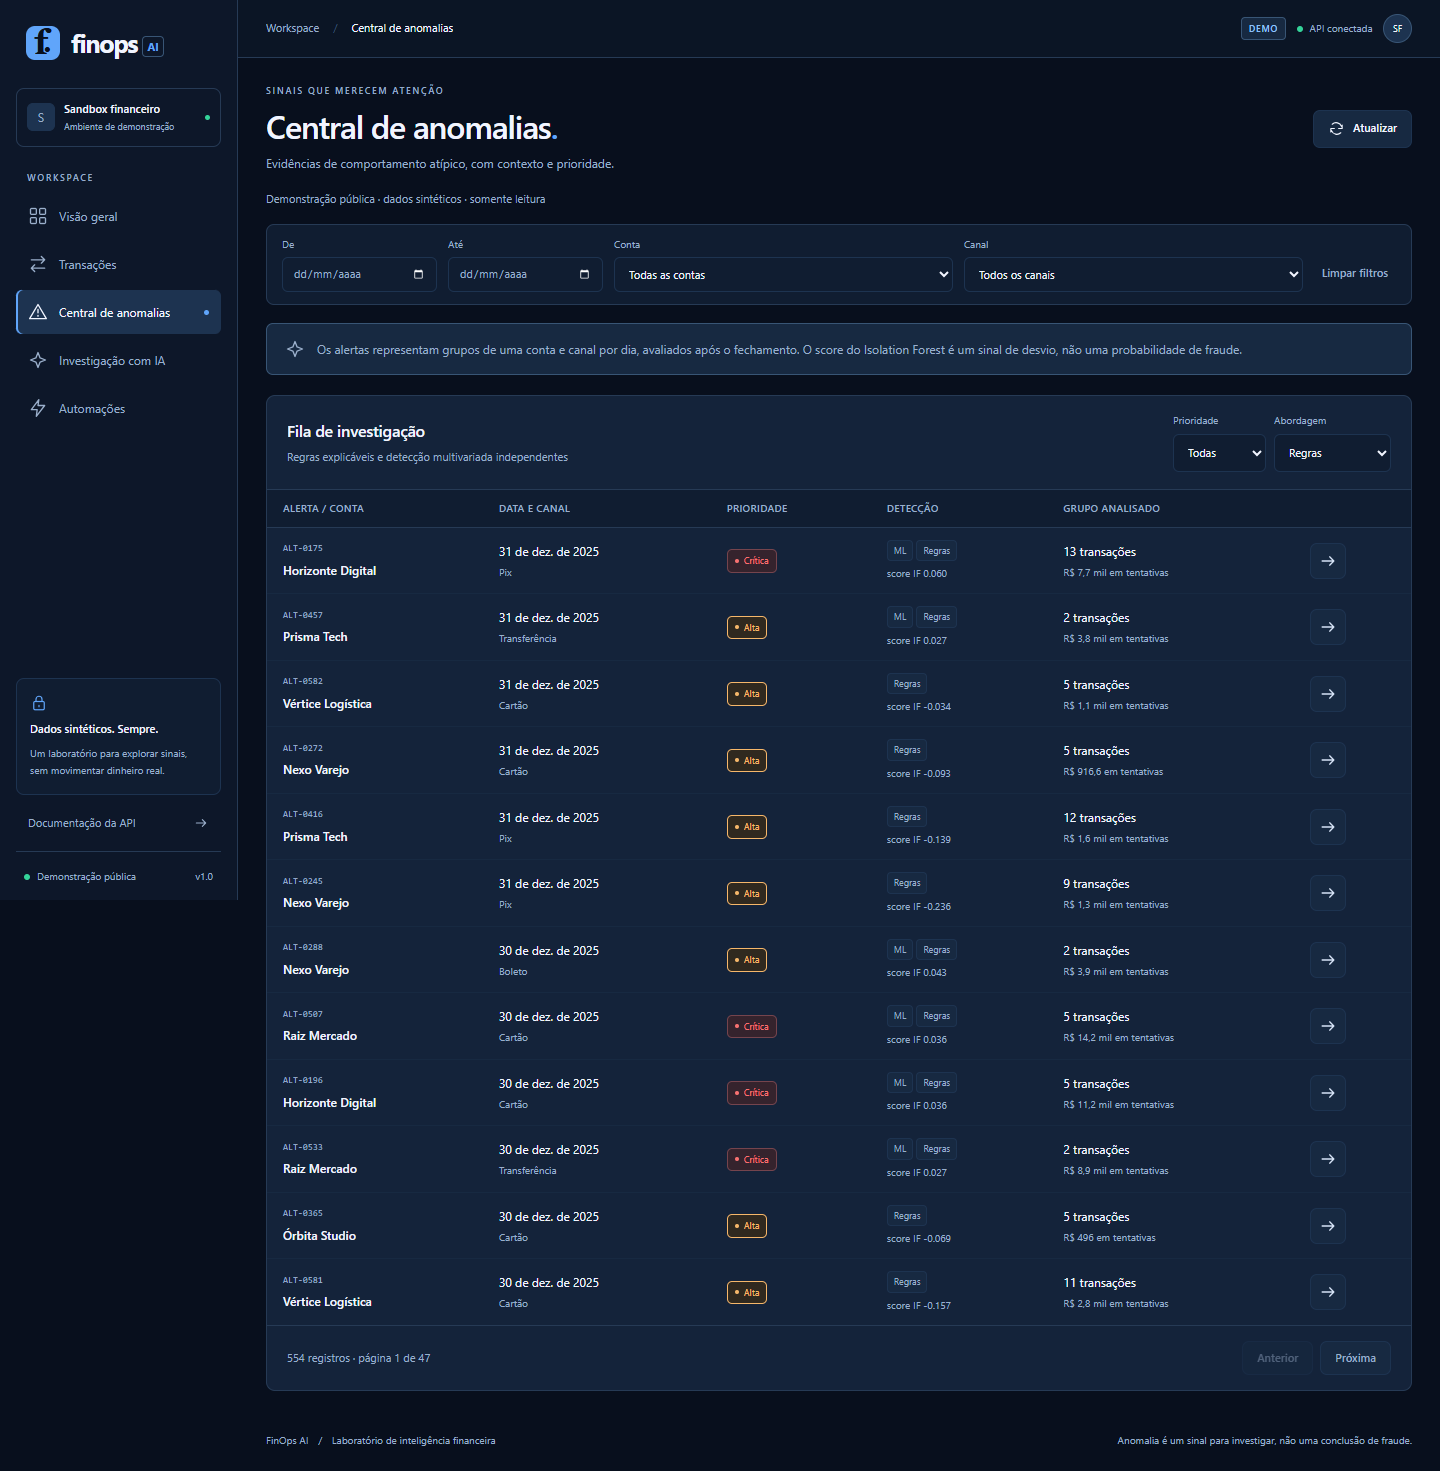 f.
finops AI
Sandbox financeiro
S
Ambiente de demonstração
WORKSPACE
Visão geral
Transações
Central de anomalias
Investigação com IA
Automações
Dados sintéticos. Sempre.
Um laboratório para explorar sinais,
sem movimentar dinheiro real.
Documentação da API
Demonstração pública v1.0
Workspace / Central de anomalias
DEMO API conectada SF
SINAIS QUE MERECEM ATENÇÃO
Central de anomalias.
Atualizar
Evidências de comportamento atípico, com contexto e prioridade.
Demonstração pública · dados sintéticos · somente leitura
De Até Conta Canal
dd/mm/aaaa dd/mm/aaaa Todas as contas Todos os canais Limpar filtros
Os alertas representam grupos de uma conta e canal por dia, avaliados após o fechamento. O score do Isolation Forest é um sinal de desvio, não uma probabilidade de fraude.
Fila de investigação
Regras explicáveis e detecção multivariada independentes
Prioridade Abordagem
Todas Regras
ALERTA / CONTA DATA E CANAL PRIORIDADE DETECÇÃO GRUPO ANALISADO
ALT-0175 31 de dez. de 2025 Crítica ML Regras 13 transações
Horizonte Digital Pix score IF 0.060 R$ 7,7 mil em tentativas
ALT-0457 31 de dez. de 2025 Alta ML Regras 2 transações
Prisma Tech Transferência score IF 0.027 R$ 3,8 mil em tentativas
ALT-0582 31 de dez. de 2025 Alta Regras 5 transações
Vértice Logística Cartão score IF -0.034 R$ 1,1 mil em tentativas
ALT-0272 31 de dez. de 2025 Alta Regras 5 transações
Nexo Varejo Cartão score IF -0.093 R$ 916,6 em tentativas
ALT-0416 31 de dez. de 2025 Alta Regras 12 transações
Prisma Tech Pix score IF -0.139 R$ 1,6 mil em tentativas
ALT-0245 31 de dez. de 2025 Alta Regras 9 transações
Nexo Varejo Pix score IF -0.236 R$ 1,3 mil em tentativas
ALT-0288 30 de dez. de 2025 Alta ML Regras 2 transações
Nexo Varejo Boleto score IF 0.043 R$ 3,9 mil em tentativas
ALT-0507 30 de dez. de 2025 Crítica ML Regras 5 transações
Raiz Mercado Cartão score IF 0.036 R$ 14,2 mil em tentativas
ALT-0196 30 de dez. de 2025 Crítica ML Regras 5 transações
Horizonte Digital Cartão score IF 0.036 R$ 11,2 mil em tentativas
ALT-0533 30 de dez. de 2025 Crítica ML Regras 2 transações
Raiz Mercado Transferência score IF 0.027 R$ 8,9 mil em tentativas
ALT-0365 30 de dez. de 2025 Alta Regras 5 transações
Órbita Studio Cartão score IF -0.069 R$ 496 em tentativas
ALT-0581 30 de dez. de 2025 Alta Regras 11 transações
Vértice Logística Cartão score IF -0.157 R$ 2,8 mil em tentativas
554 registros · página 1 de 47 Anterior Próxima
FinOps AI / Laboratório de inteligência financeira
Anomalia é um sinal para investigar, não uma conclusão de fraude.